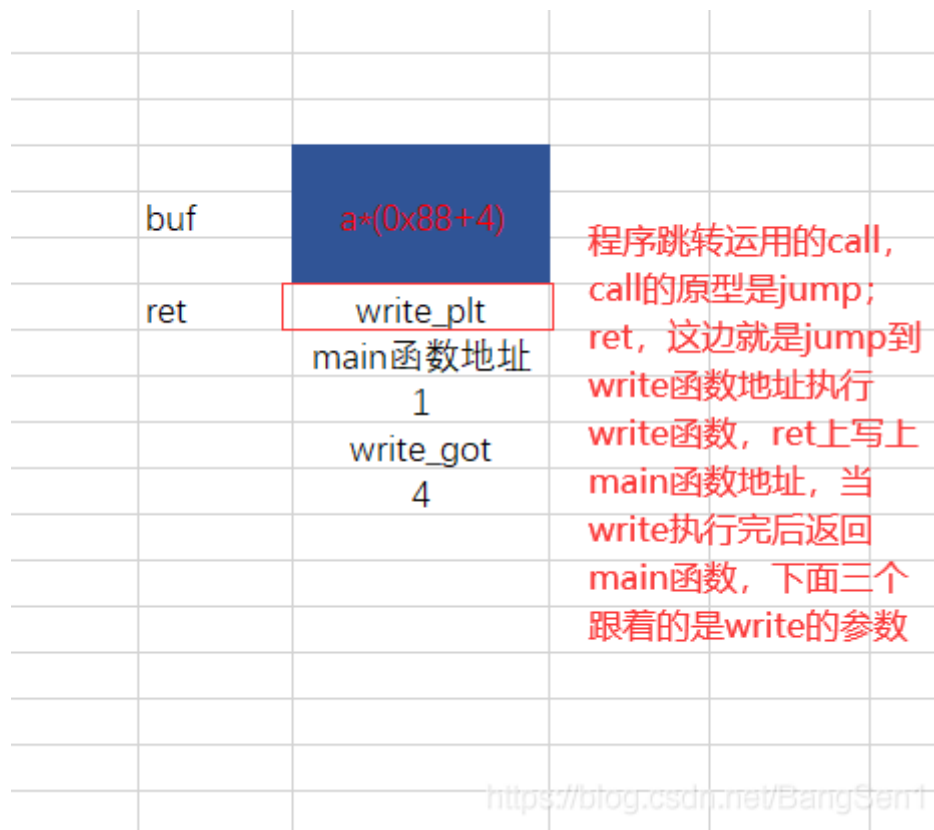 buf
a*(0x88+4)
ret
write_plt
main函数地址
1
write_got
4
程序跳转运用的call，
call的原型是jump；
ret，这边就是jump到
write函数地址执行
write函数，ret上写上
main函数地址，当
write执行完后返回
main函数，下面三个
跟着的是write的参数
https://blog.csdn.net/BangSen1